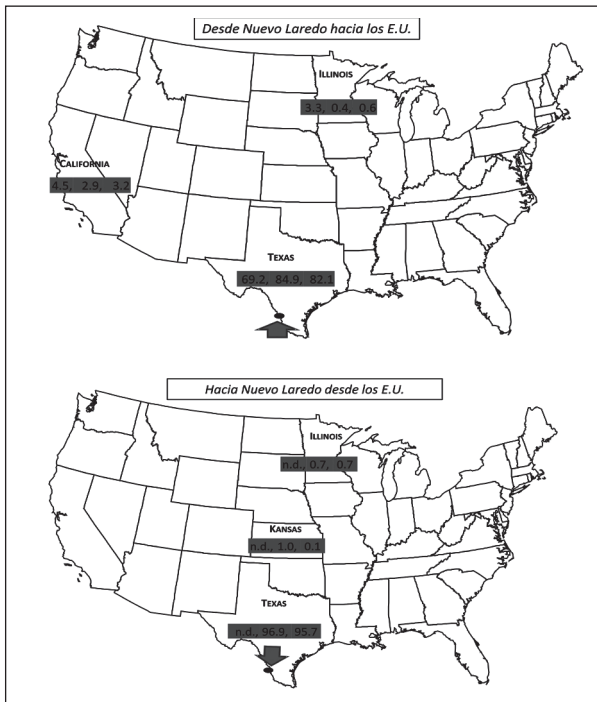 Desde Nuevo Laredo hacia los E.U.
ILLINOIS
3.3, 0.4, 0.6
CALIFORNIA
4.5, 2.9, 3.2
TEXAS
69.2, 84.9, 82.1
Hacia Nuevo Laredo desde los E.U.
ILLINOIS
n.d., 0.7, 0.7
KANSAS
n.d., 1.0, 0.1
TEXAS
n.d., 96.9, 95.7